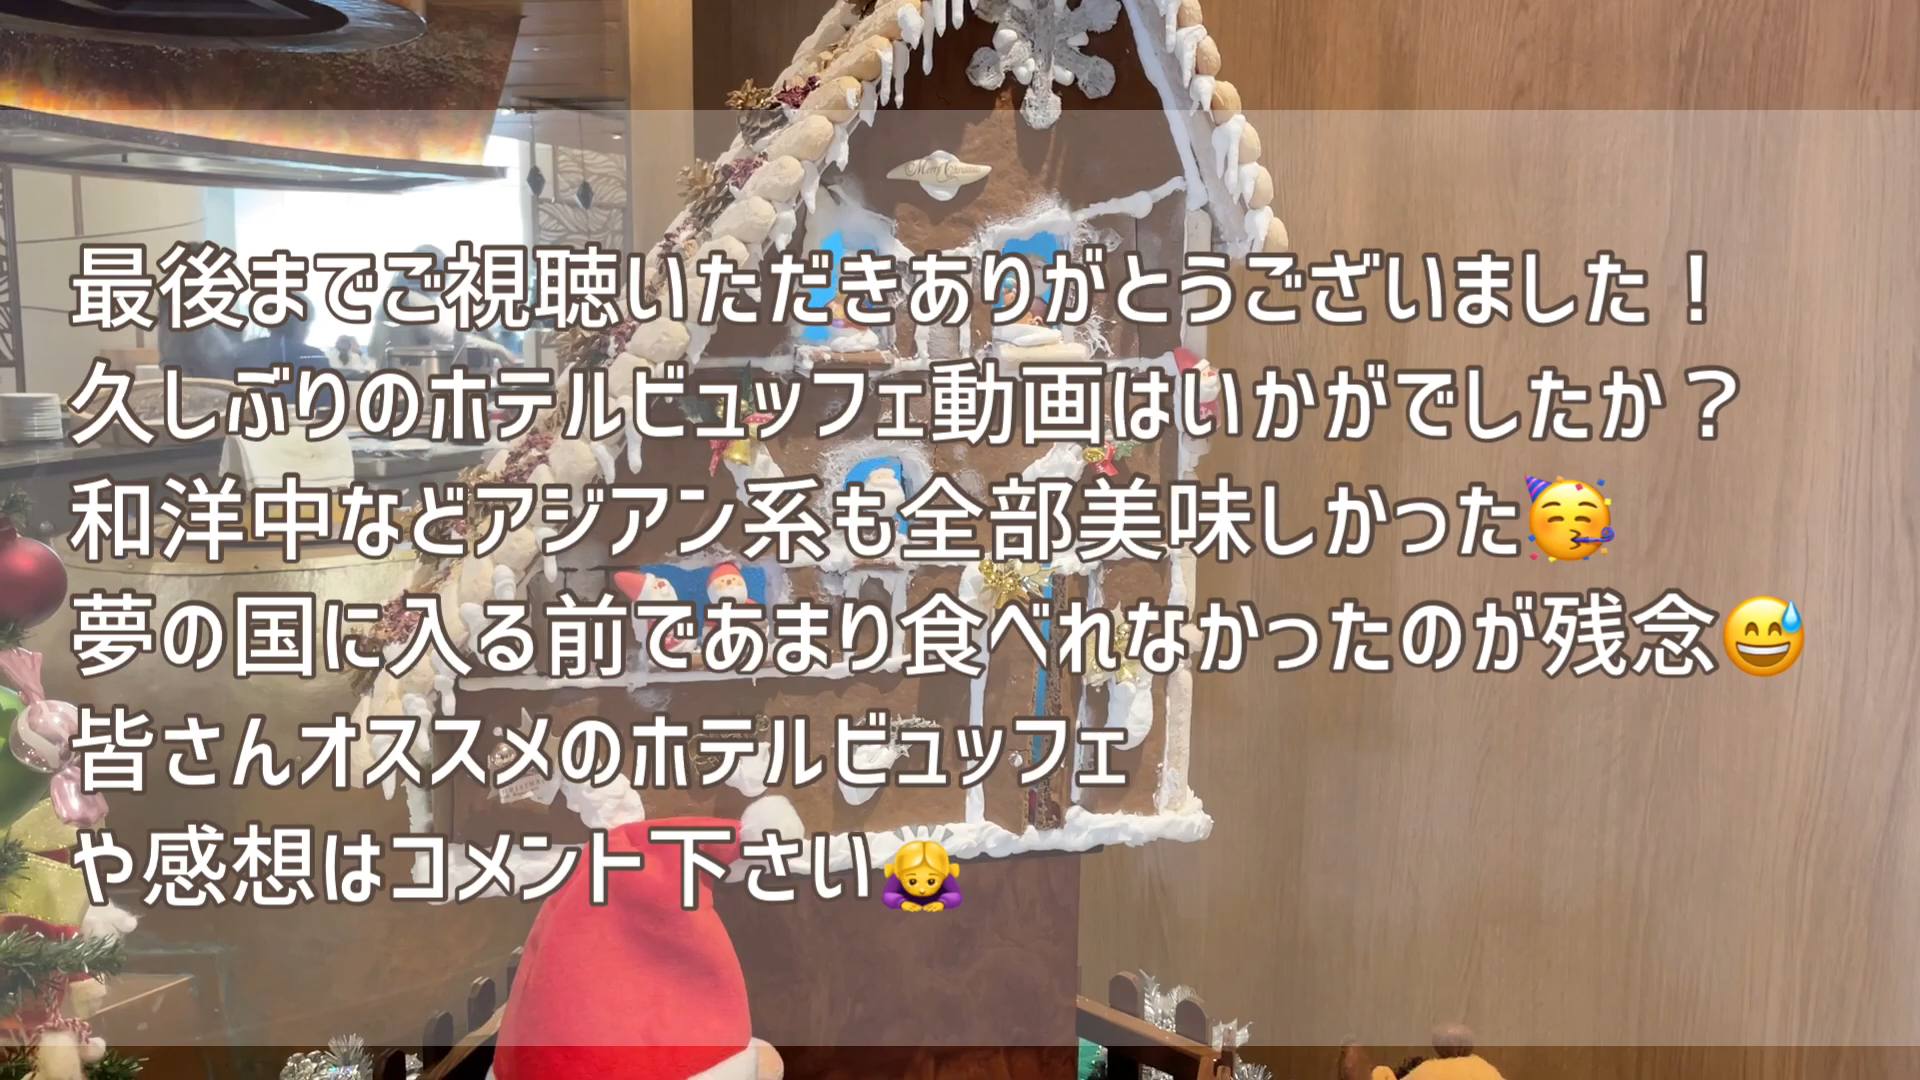 Merry Christmas
最後までご視聴いただきありがとうございました！
久しぶりのホテルビュッフェ動画はいかがでしたか？
和洋中などアジアン系も全部美味しかった🥳
夢の国に入る前であまり食べれなかったのが残念😅
皆さんオススメのホテルビュッフェ
や感想はコメント下さい🙇‍♀️